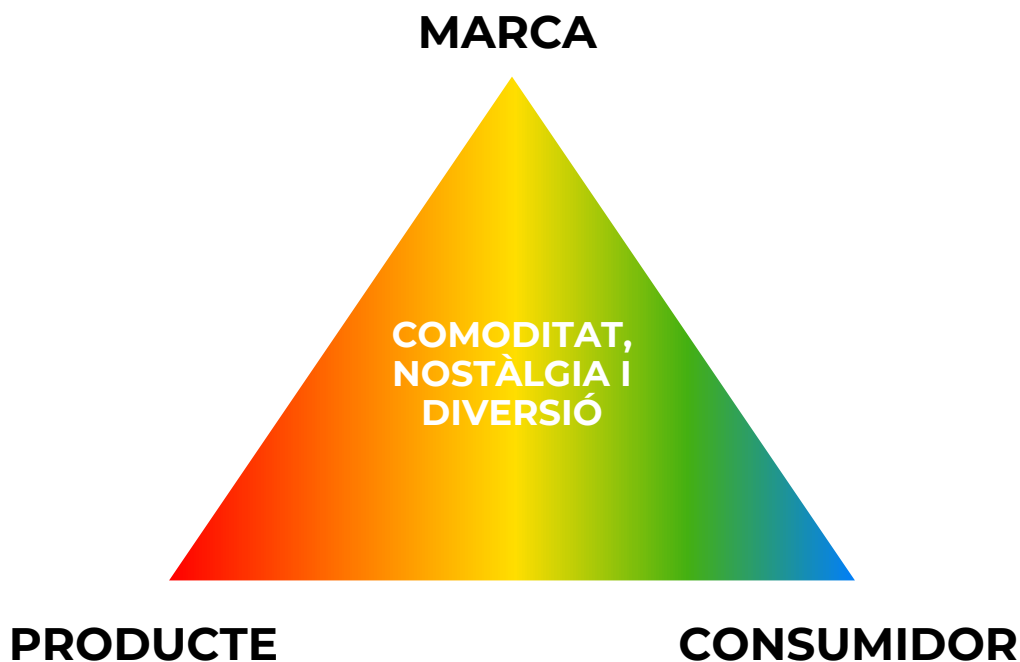 MARCA
COMODITAT,
NOSTÀLGIA I
DIVERSIÓ
PRODUCTE
CONSUMIDOR